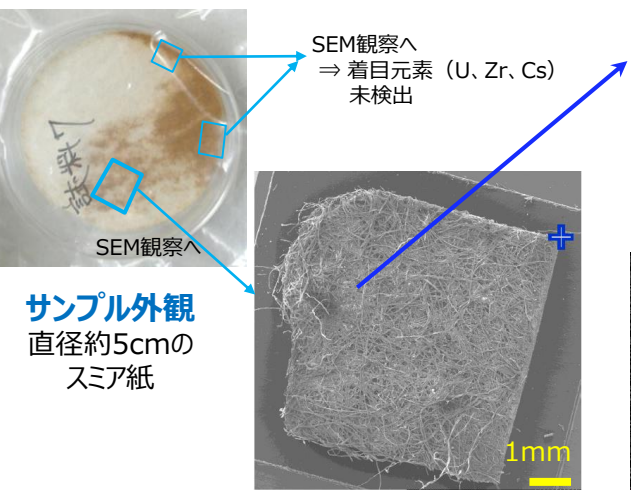 SEM観察へ
⇒ 着目元素（U、Zr、Cs）
未検出
SEM観察へ
サンプル外観
直径約5cmの
スミア紙
1mm